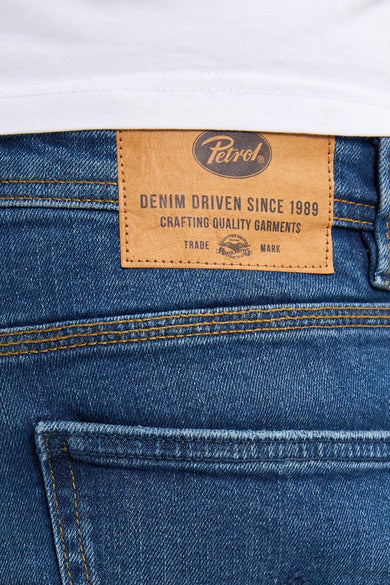 Petrol®
DENIM DRIVEN SINCE 1989
CRAFTING QUALITY GARMENTS
TRADE MARK